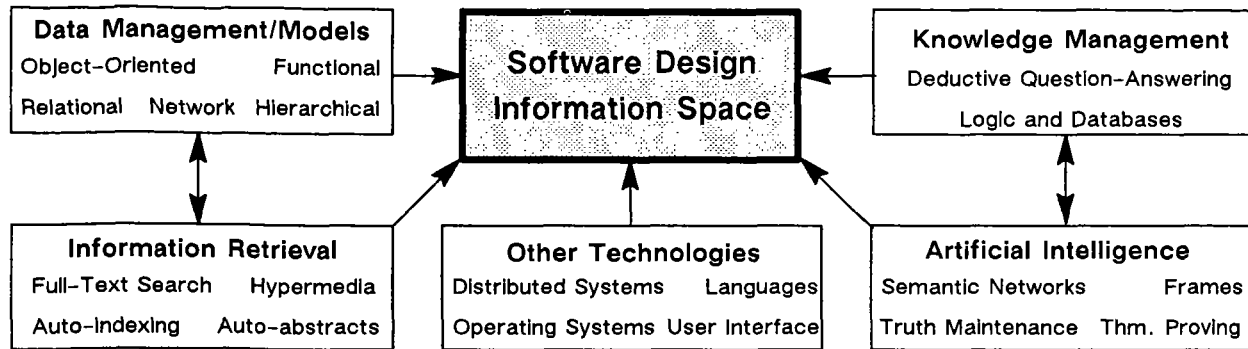 Data Management/Models
Object-Oriented Functional
Relational Network Hierarchical
Software Design
Information Space
Knowledge Management
Deductive Question-Answering
Logic and Databases
Information Retrieval
Full-Text Search Hypermedia
Auto-indexing Auto-abstracts
Other Technologies
Distributed Systems Languages
Operating Systems User Interface
Artificial Intelligence
Semantic Networks Frames
Truth Maintenance Thm. Proving